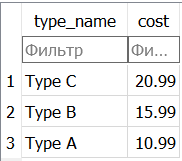 type_name cost
Фильтр Фи...
1 Type C 20.99
2 Type B 15.99
3 Type A 10.99